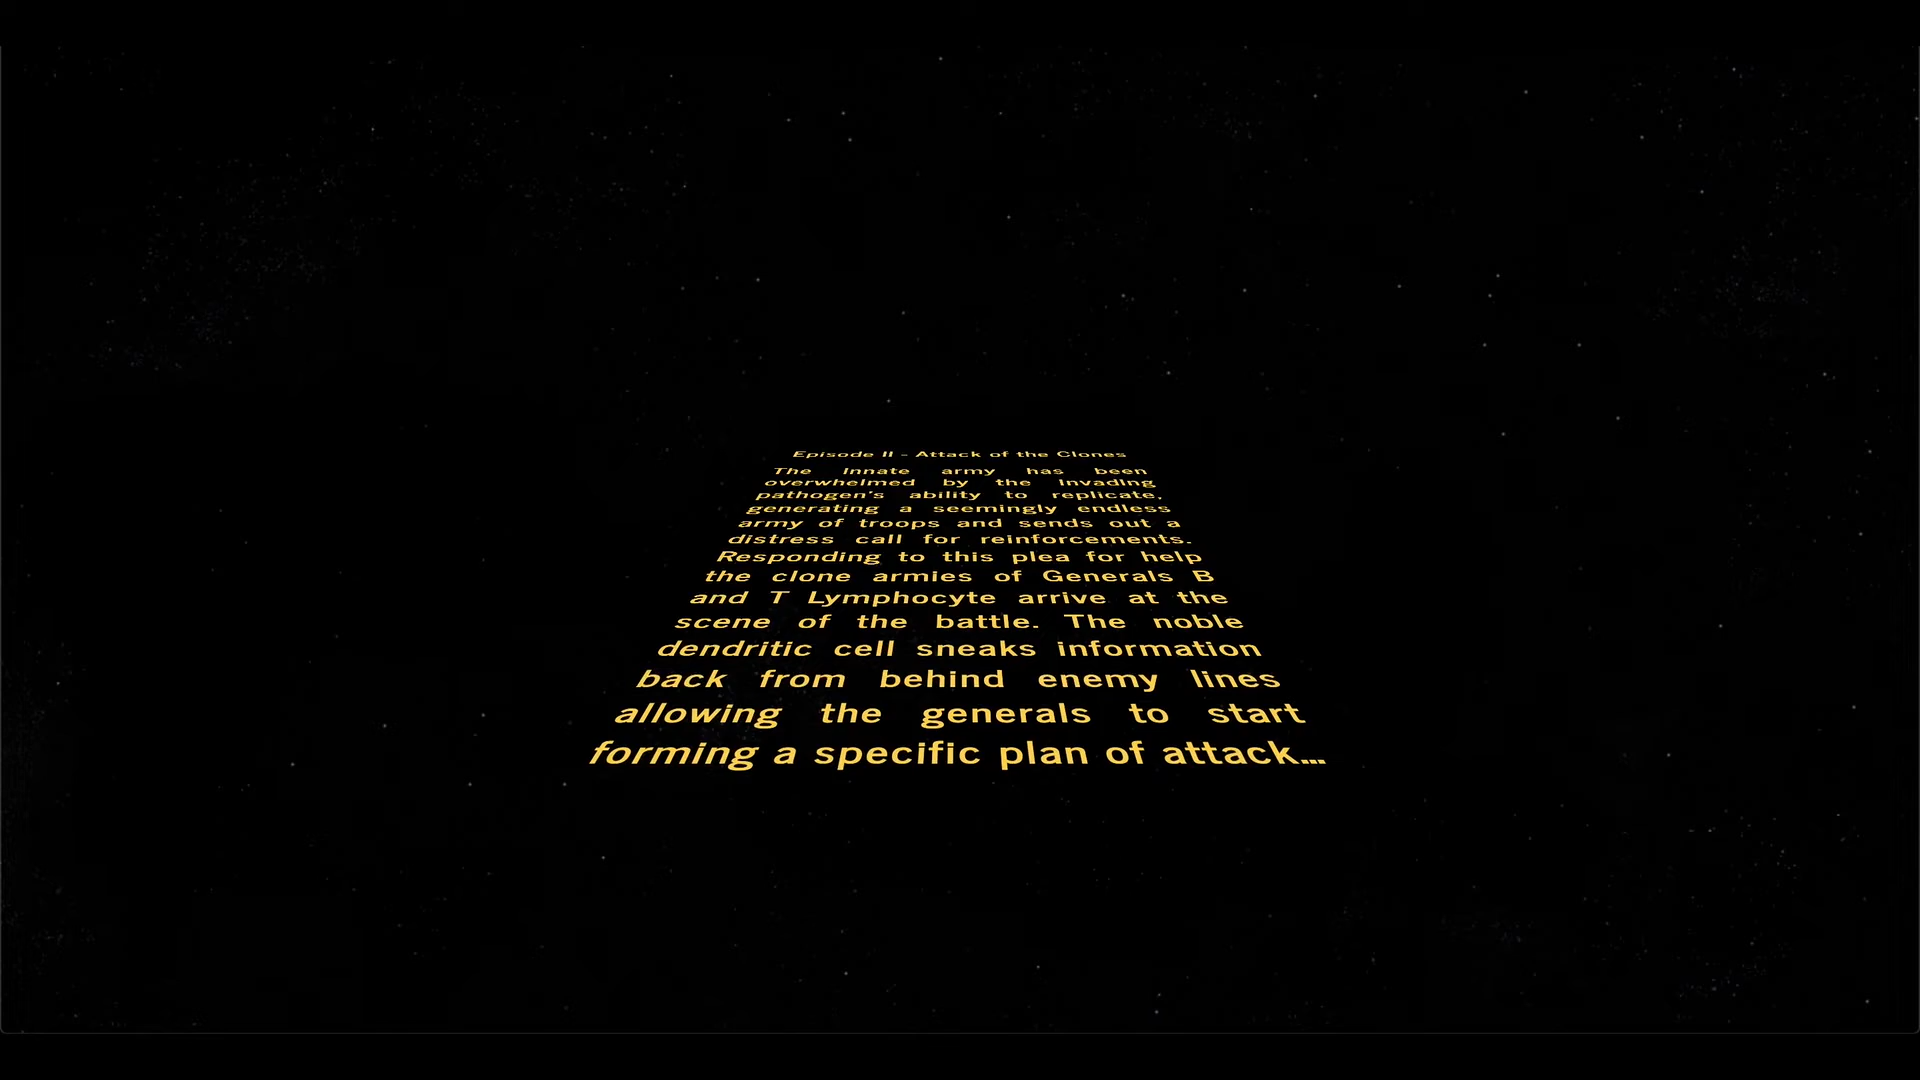 Episode II - Attack of the Clones
The Innate army has been
overwhelmed by the invading
pathogen's ability to replicate,
generating a seemingly endless
army of troops and sends out a
distress call for reinforcements.
Responding to this plea for help
the clone armies of Generals B
and T Lymphocyte arrive at the
scene of the battle. The noble
dendritic cell sneaks information
back from behind enemy lines
allowing the generals to start
forming a specific plan of attack...